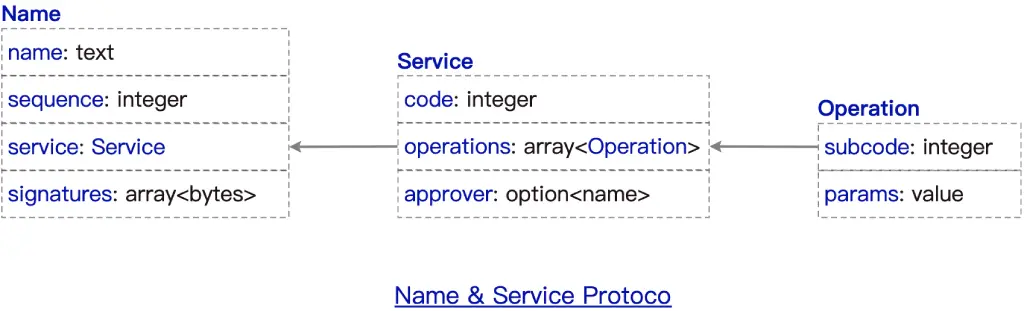 Name
name: text
sequence: integer
service: Service
signatures: array<bytes>
Service
code: integer
operations: array<Operation>
approver: option<name>
Operation
subcode: integer
params: value
Name & Service Protoco